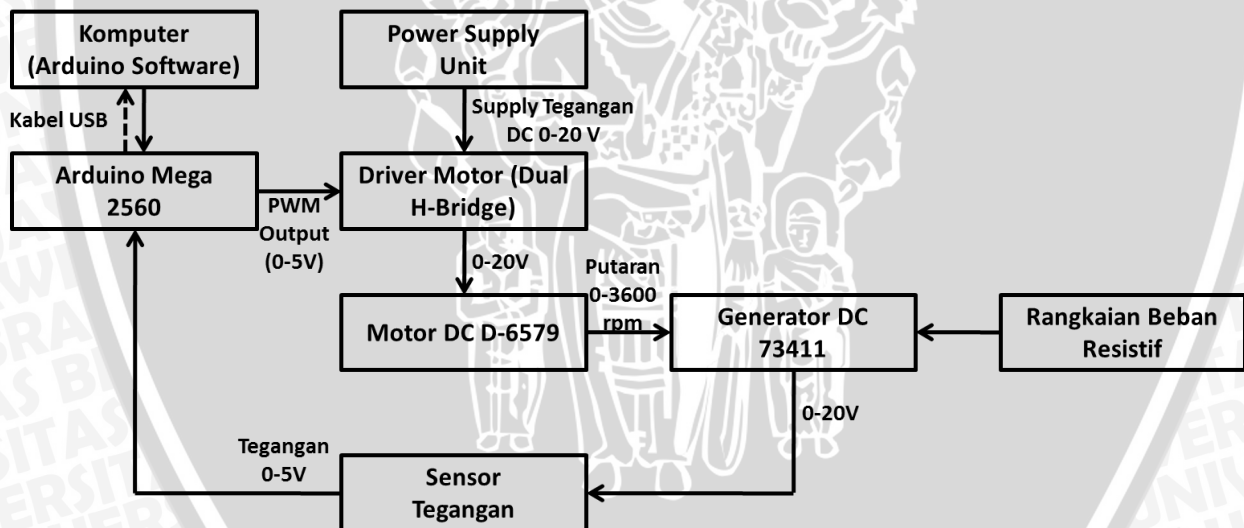 Komputer
(Arduino Software)
Power Supply
Unit
Kabel USB
Supply Tegangan
DC 0-20 V
Arduino Mega
2560
PWM
Output
(0-5V)
Driver Motor (Dual
H-Bridge)
0-20V
Putaran
0-3600
rpm
Motor DC D-6579
Generator DC
73411
Rangkaian Beban
Resistif
0-20V
Tegangan
0-5V
Sensor
Tegangan